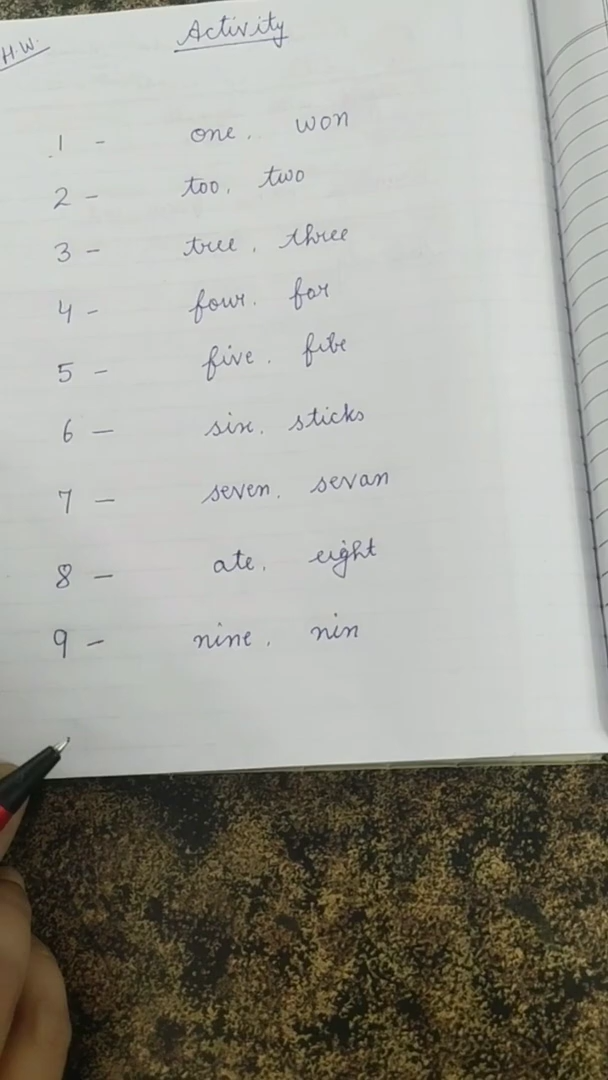 H.W.
Activity
1 - one, won
2 - too, two
3 - tree, three
4 - four, for
5 - five, fibe
6 - six, sticks
7 - seven, sevan
8 - ate, eight
9 - nine, nin